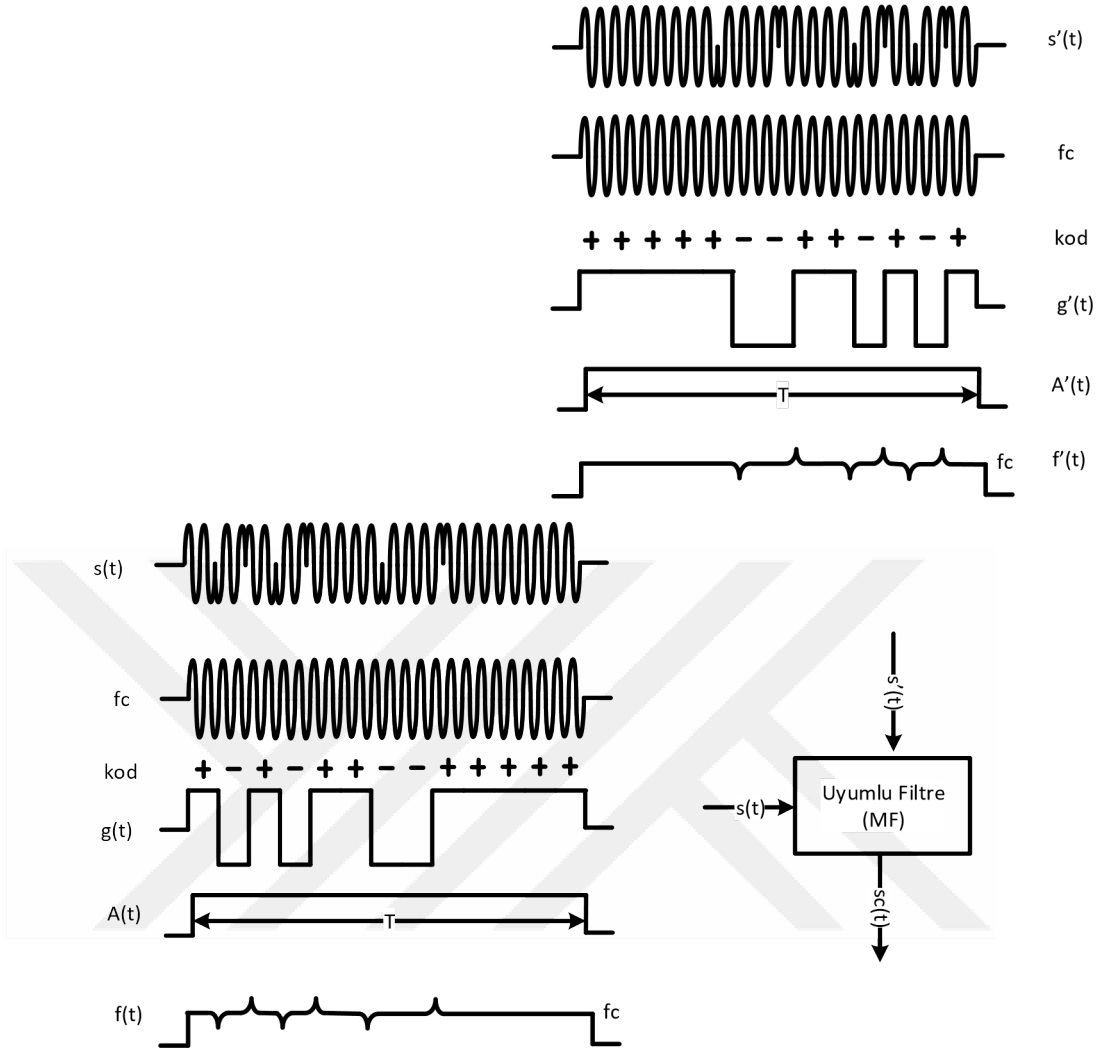 s’(t)
fc
+ + + + + − − + + − + − + kod
g’(t)
T A’(t)
fc f’(t)
s(t)
fc
kod + − + − + + − − + + + + +
g(t)
A(t) T
f(t) fc
s’(t)
s(t) Uyumlu Filtre
(MF)
sc(t)